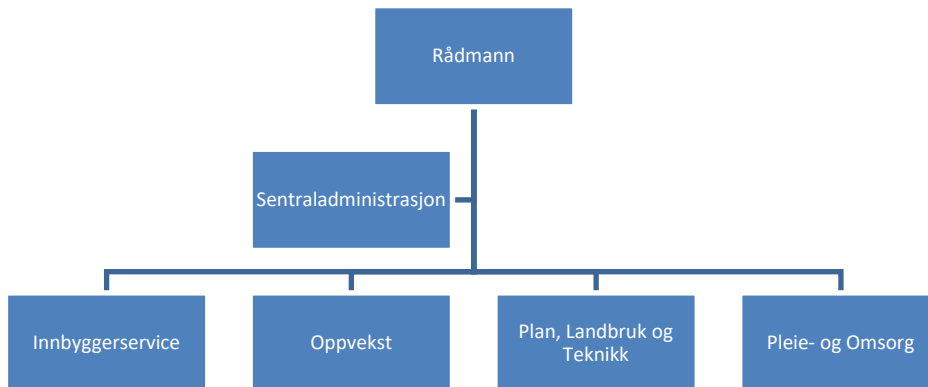 Rådmann
Sentraladministrasjon
Innbyggerservice
Oppvekst
Plan, Landbruk og
Teknikk
Pleie- og Omsorg